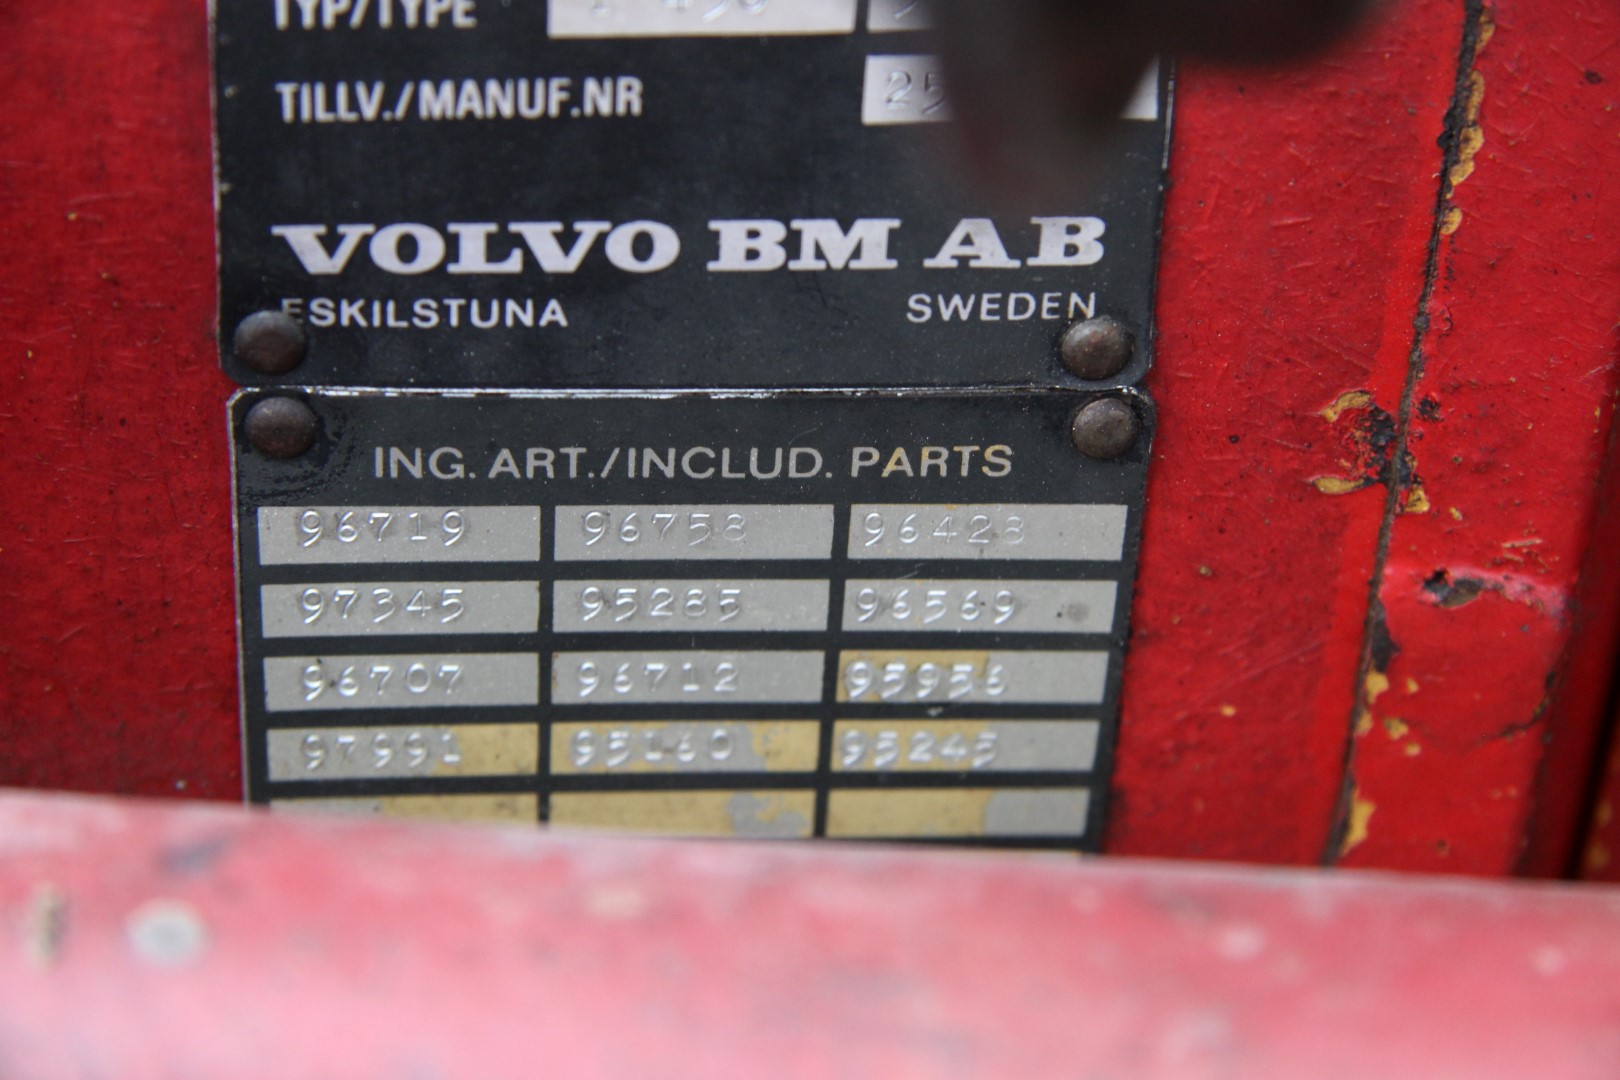 TYP/TYPE
TILLV./MANUF.NR 25
VOLVO BM AB
ESKILSTUNA SWEDEN
ING. ART./INCLUD. PARTS
96719 96758 96428
97345 95285 96569
96707 96712 95956
97991 95160 95245